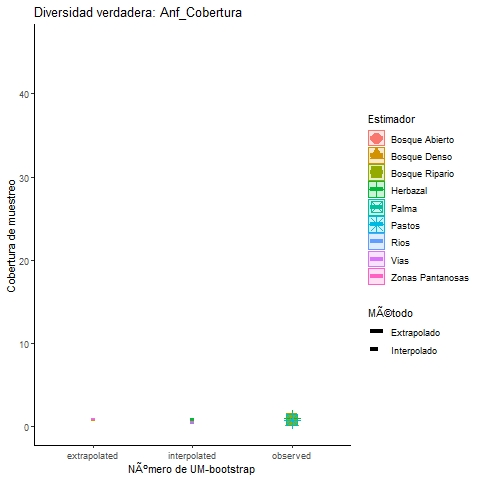 Diversidad verdadera: Anf_Cobertura
Cobertura de muestreo
40
30
20
10
0
extrapolated
interpolated
observed
NÃºmero de UM-bootstrap
Estimador
Bosque Abierto
Bosque Denso
Bosque Ripario
Herbazal
Palma
Pastos
Rios
Vias
Zonas Pantanosas
MÃ©todo
Extrapolado
Interpolado